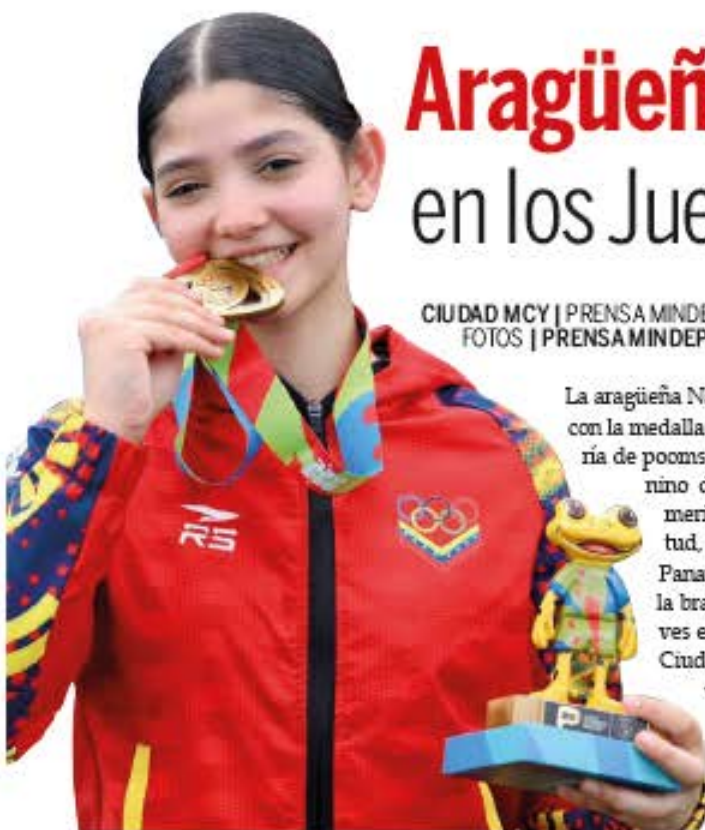 Aragüeñ
en los Jue
CIUDAD MCY | PRENSA MINDE
FOTOS | PRENSA MINDEP
La aragüeña N
con la medalla
ría de pooms
nino c
meri
tud,
Pana
la bra
ves e
Ciud
RS